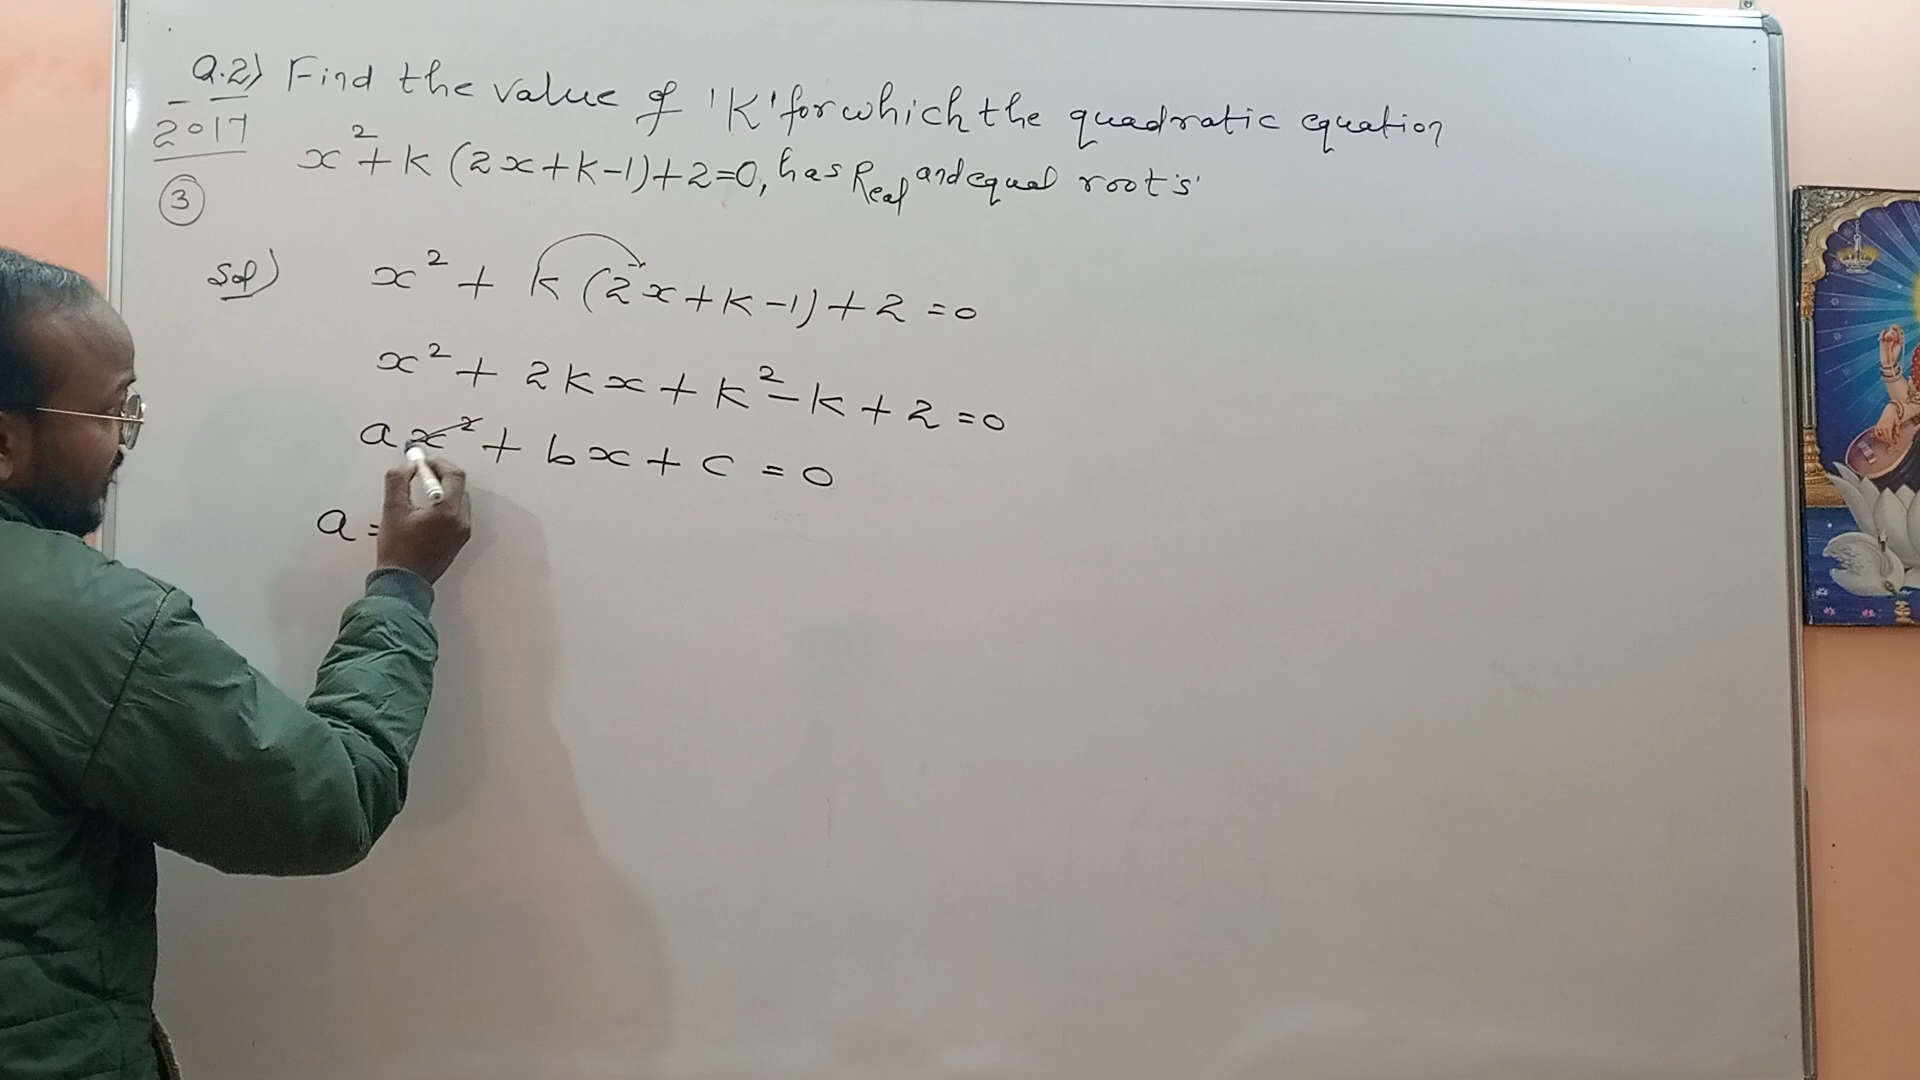 Q.2) Find the value of 'K' for which the quadratic equation
2017
x² + k (2x+k-1)+2=0, has Real and equal root's'
3
Sol) x² + k (2x+k-1)+2=0
x² + 2kx + k² - k + 2 = 0
ax² + bx + c = 0
a =